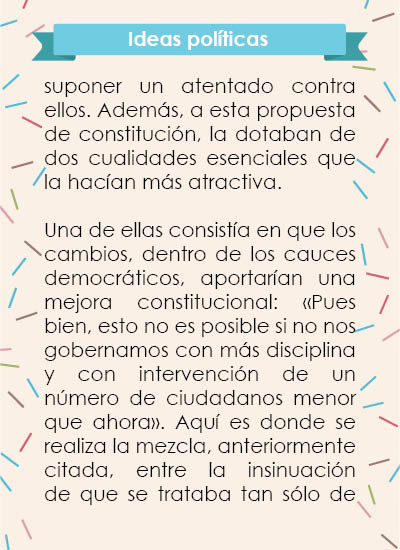 Ideas políticas
suponer un atentado contra
ellos. Además, a esta propuesta
de constitución, la dotaban de
dos cualidades esenciales que
la hacían más atractiva.
Una de ellas consistía en que los
cambios, dentro de los cauces
democráticos, aportarían una
mejora constitucional: «Pues
bien, esto no es posible si no nos
gobernamos con más disciplina
y con intervención de un
número de ciudadanos menor
que ahora». Aquí es donde se
realiza la mezcla, anteriormente
citada, entre la insinuación
de que se trataba tan sólo de